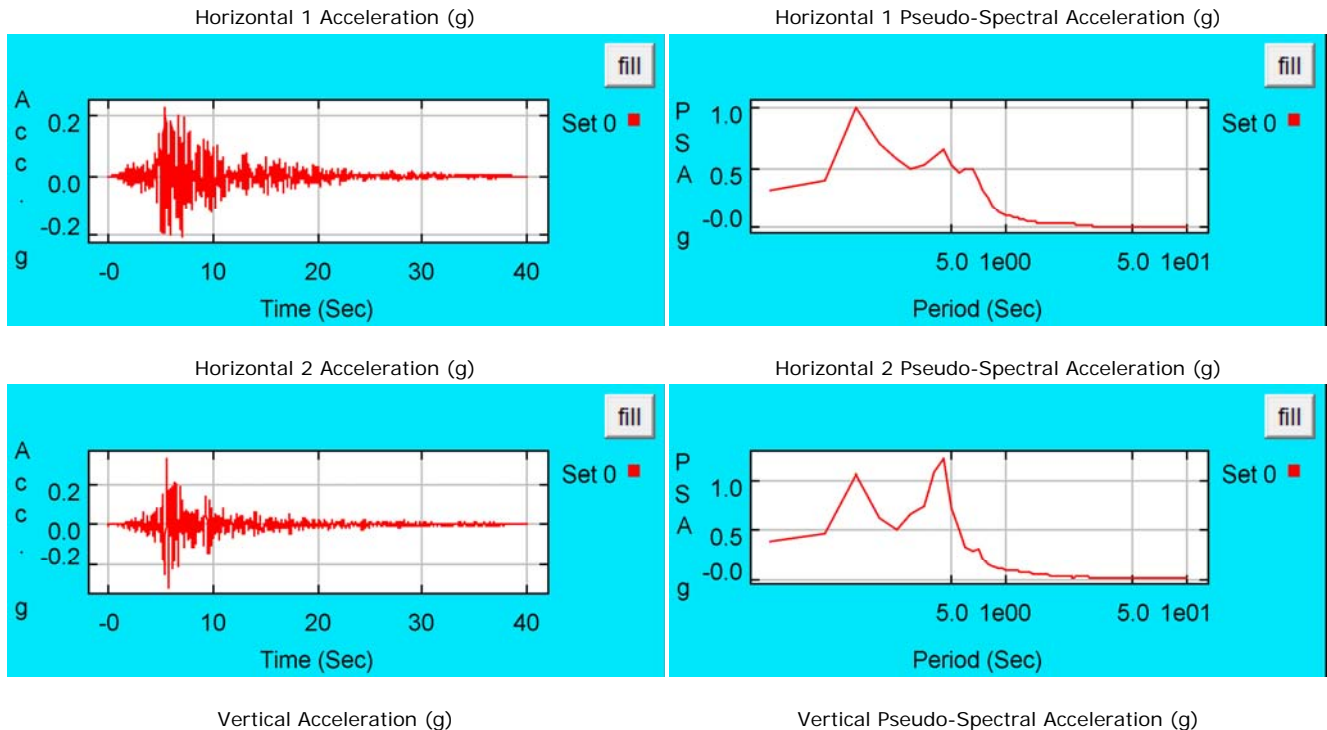 Horizontal 1 Acceleration (g)
fill
A
c
c
.
g
0.2
0.0
-0.2
Set 0
-0
10
20
30
40
Time (Sec)
Horizontal 1 Pseudo-Spectral Acceleration (g)
fill
P
S
A
g
1.0
0.5
-0.0
Set 0
5.0 1e00
5.0 1e01
Period (Sec)
Horizontal 2 Acceleration (g)
fill
A
c
c
.
g
0.2
0.0
-0.2
Set 0
-0
10
20
30
40
Time (Sec)
Horizontal 2 Pseudo-Spectral Acceleration (g)
fill
P
S
A
g
1.0
0.5
-0.0
Set 0
5.0 1e00
5.0 1e01
Period (Sec)
Vertical Acceleration (g)
Vertical Pseudo-Spectral Acceleration (g)